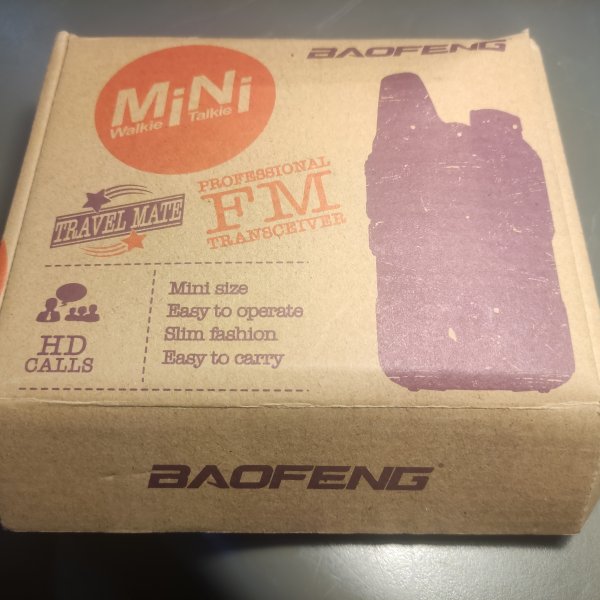 BAOFENG
MiNi
Walkie Talkie
TRAVEL MATE
PROFESSIONAL
FM
TRANSCEIVER
HD
CALLS
Mini size
Easy to operate
Slim fashion
Easy to carry
BAOFENG®